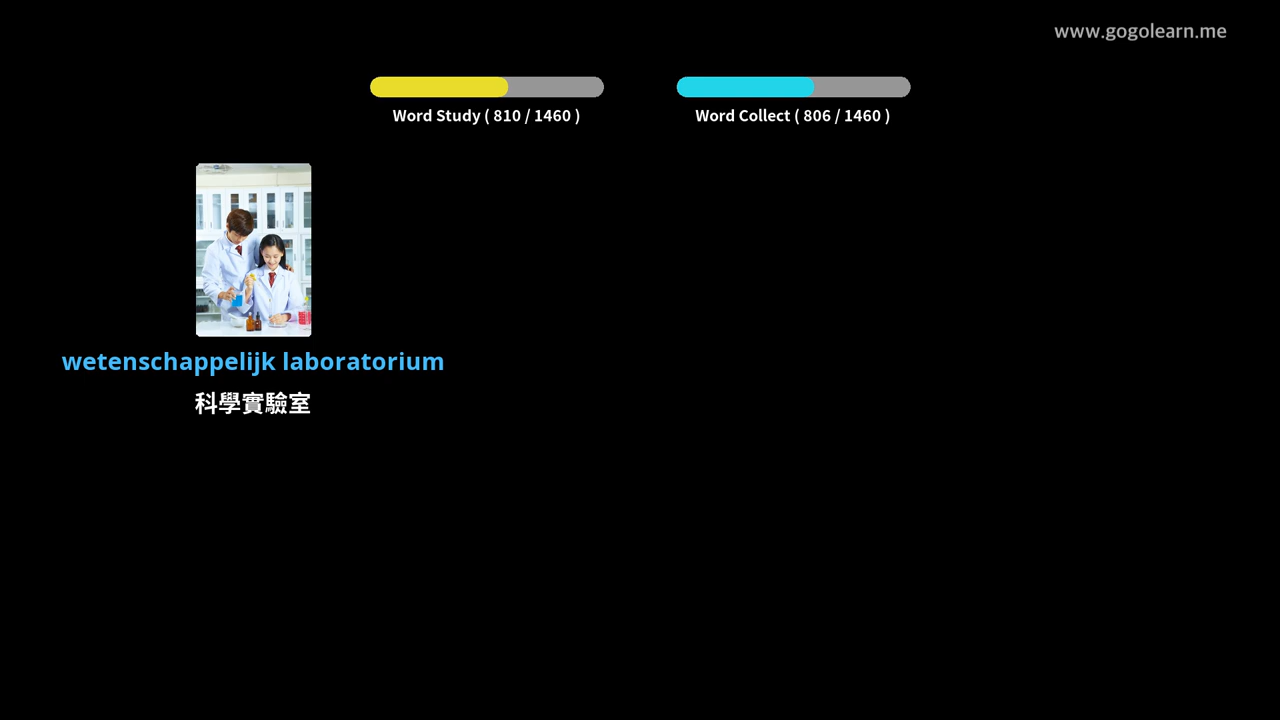 www.gogolearn.me
Word Study ( 810 / 1460 )
Word Collect ( 806 / 1460 )
wetenschappelijk laboratorium
科學實驗室